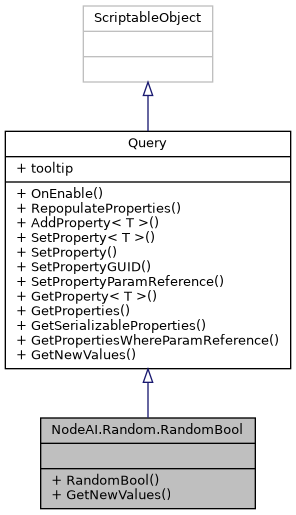 ScriptableObject
Query
+ tooltip
+ OnEnable()
+ RepopulateProperties()
+ AddProperty< T >()
+ SetProperty< T >()
+ SetProperty()
+ SetPropertyGUID()
+ SetPropertyParamReference()
+ GetProperty< T >()
+ GetProperties()
+ GetSerializableProperties()
+ GetPropertiesWhereParamReference()
+ GetNewValues()
NodeAI.Random.RandomBool
+ RandomBool()
+ GetNewValues()